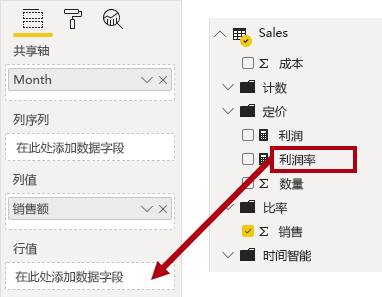 共享轴
Month
列序列
在此处添加数据字段
列值
销售额
行值
在此处添加数据字段
Sales
Σ 成本
计数
定价
利润
利润率
Σ 数量
比率
Σ 销售
时间智能